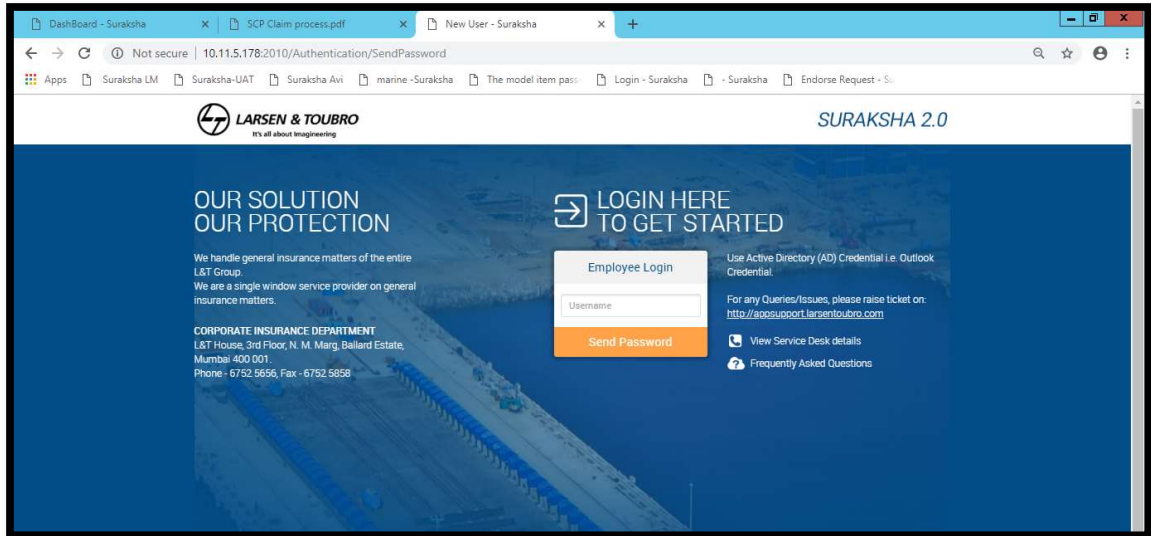 DashBoard - Suraksha
SCP Claim process.pdf
New User - Suraksha
Not secure | 10.11.5.178:2010/Authentication/SendPassword
Apps Suraksha LM Suraksha-UAT Suraksha Avi marine -Suraksha The model item pass Login - Suraksha - Suraksha Endorse Request - Su
LARSEN & TOUBRO
It's all about Imagineering
SURAKSHA 2.0
OUR SOLUTION
OUR PROTECTION
We handle general insurance matters of the entire
L&T Group.
We are a single window service provider on general
insurance matters.
CORPORATE INSURANCE DEPARTMENT
L&T House, 3rd Floor, N. M. Marg, Ballard Estate,
Mumbai 400 001.
Phone - 6752 5656, Fax - 6752 5858
LOGIN HERE
TO GET STARTED
Employee Login
Username
Send Password
Use Active Directory (AD) Credential i.e. Outlook
Credential.
For any Queries/Issues, please raise ticket on:
http://appsupport.larsentoubro.com
View Service Desk details
Frequently Asked Questions